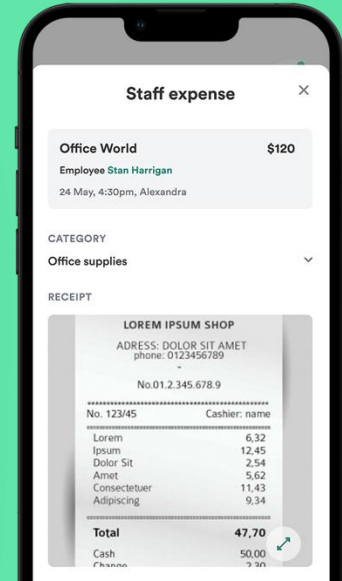 Staff expense
Office World $120
Employee Stan Harrigan
24 May, 4:30pm, Alexandra
CATEGORY
Office supplies
RECEIPT
LOREM IPSUM SHOP
ADRESS: DOLOR SIT AMET
phone: 0123456789
-
No.01.2.345.678.9
No. 123/45 Cashier: name
Lorem 6,32
Ipsum 12,45
Dolor Sit 2,54
Amet 5,62
Consectetuer 11,43
Adipiscing 9,34
Total 47,70
Cash 50,00
Change 2,30